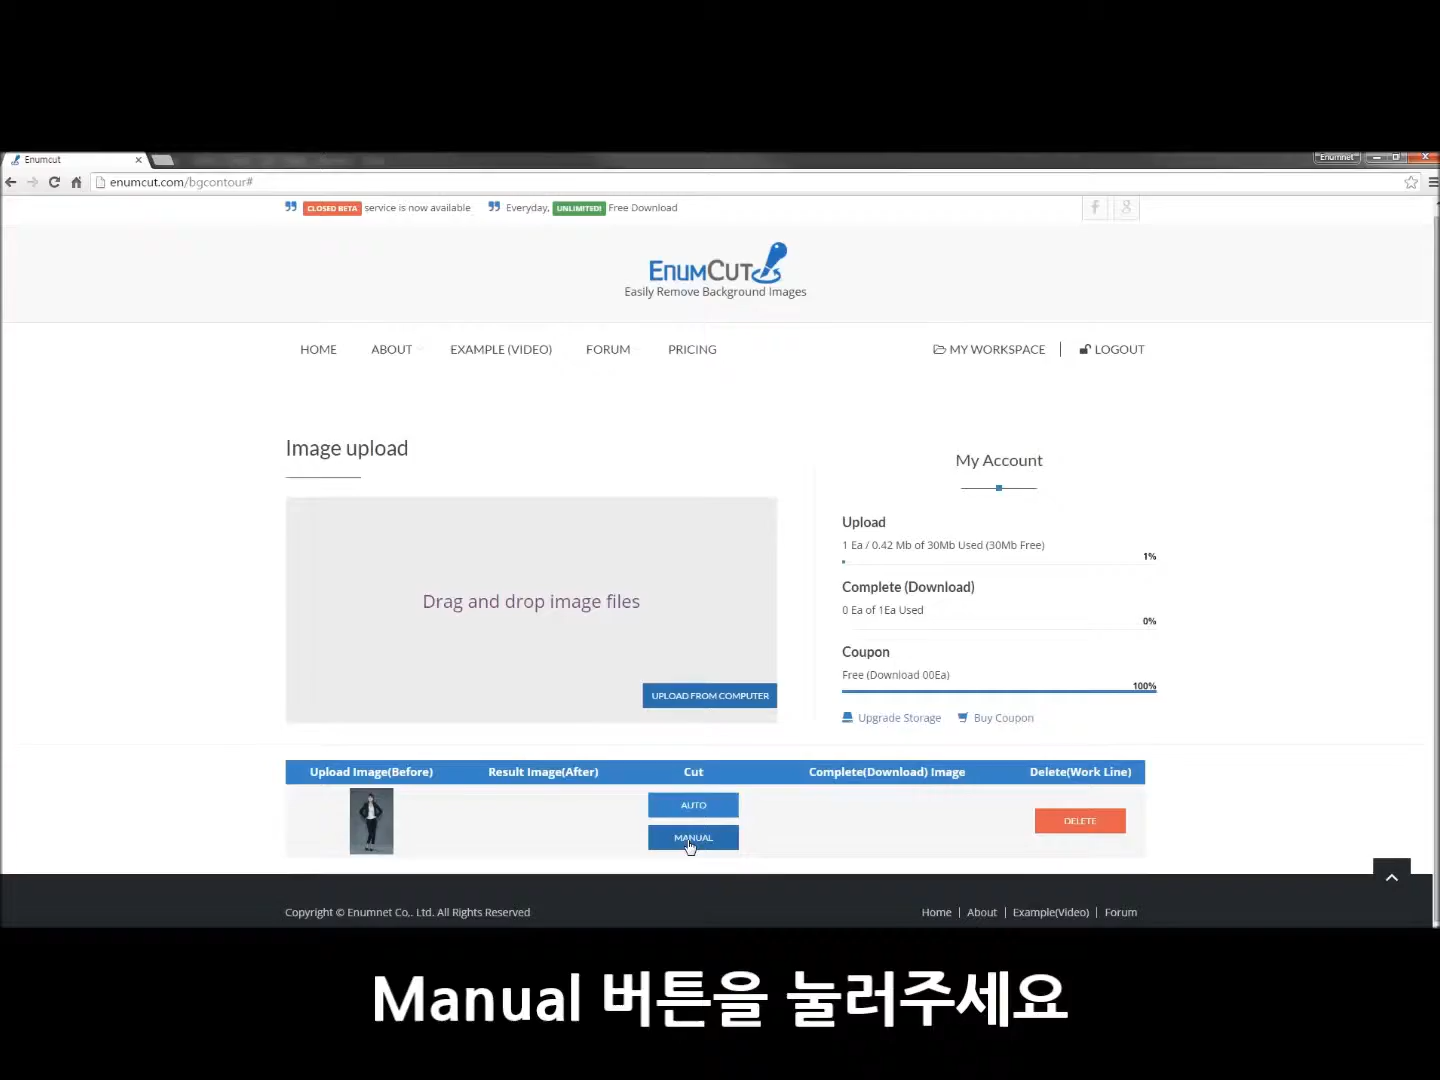 Enumcut
Enumnet
enumcut.com/bgcontour#
CLOSED BETA service is now available
Everyday, UNLIMITED! Free Download
ENUMCUT
Easily Remove Background Images
HOME ABOUT EXAMPLE (VIDEO) FORUM PRICING
MY WORKSPACE | LOGOUT
Image upload
Drag and drop image files
UPLOAD FROM COMPUTER
My Account
Upload
1 Ea / 0.42 Mb of 30Mb Used (30Mb Free)
1%
Complete (Download)
0 Ea of 1Ea Used
0%
Coupon
Free (Download 00Ea)
100%
Upgrade Storage Buy Coupon
Upload Image(Before) Result Image(After) Cut Complete(Download) Image Delete(Work Line)
AUTO
MANUAL
DELETE
Copyright © Enumnet Co,. Ltd. All Rights Reserved
Home | About | Example(Video) | Forum
Manual 버튼을 눌러주세요